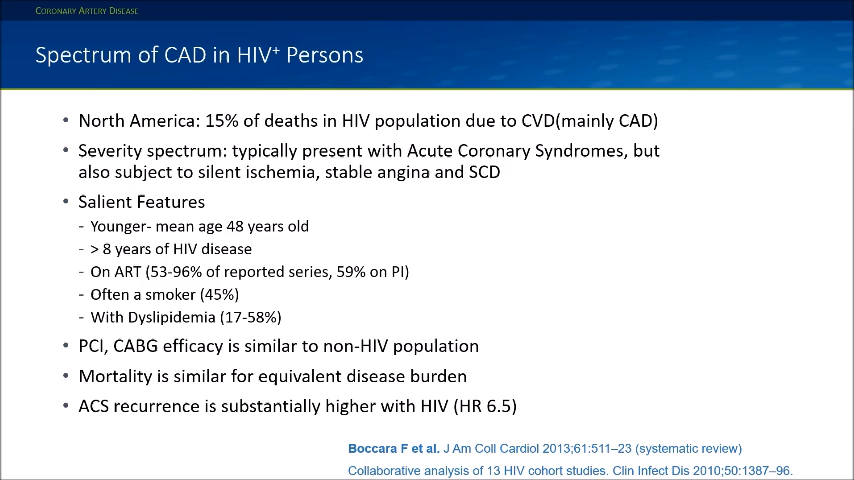 CORONARY ARTERY DISEASE
Spectrum of CAD in HIV⁺ Persons
• North America: 15% of deaths in HIV population due to CVD(mainly CAD)
• Severity spectrum: typically present with Acute Coronary Syndromes, but
also subject to silent ischemia, stable angina and SCD
• Salient Features
- Younger- mean age 48 years old
- > 8 years of HIV disease
- On ART (53-96% of reported series, 59% on PI)
- Often a smoker (45%)
- With Dyslipidemia (17-58%)
• PCI, CABG efficacy is similar to non-HIV population
• Mortality is similar for equivalent disease burden
• ACS recurrence is substantially higher with HIV (HR 6.5)
Boccara F et al. J Am Coll Cardiol 2013;61:511–23 (systematic review)
Collaborative analysis of 13 HIV cohort studies. Clin Infect Dis 2010;50:1387–96.